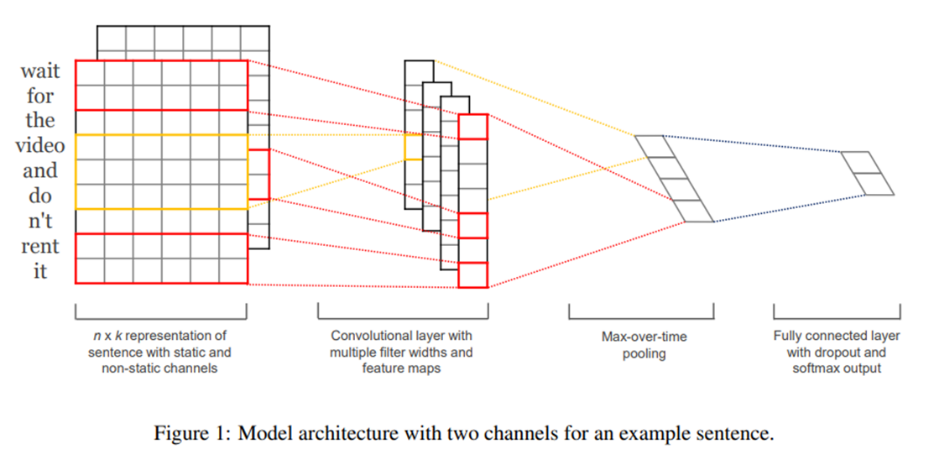 wait
for
the
video
and
do
n't
rent
it
n x k representation of
sentence with static and
non-static channels
Convolutional layer with
multiple filter widths and
feature maps
Max-over-time
pooling
Fully connected layer
with dropout and
softmax output
Figure 1: Model architecture with two channels for an example sentence.